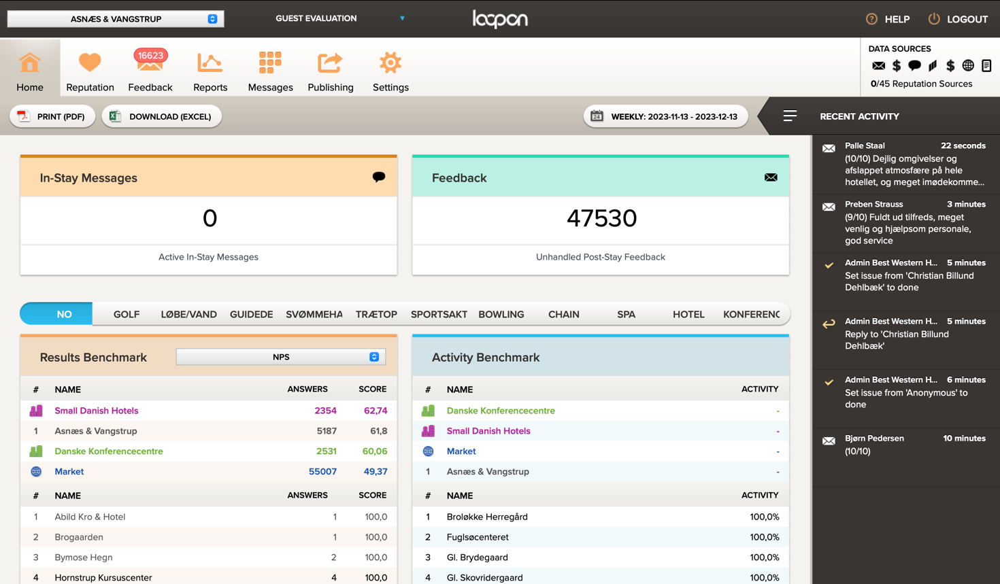 ASNÆS & VANGSTRUP
GUEST EVALUATION
loopon
HELP
LOGOUT
Home
Reputation
16623
Feedback
Reports
Messages
Publishing
Settings
DATA SOURCES
0/45 Reputation Sources
PRINT (PDF)
DOWNLOAD (EXCEL)
24
WEEKLY: 2023-11-13 - 2023-12-13
RECENT ACTIVITY
In-Stay Messages
0
Active In-Stay Messages
Feedback
47530
Unhandled Post-Stay Feedback
NO GOLF LØBE/VAND GUIDEDE SVØMMEHA TRÆTOP SPORTSAKT BOWLING CHAIN SPA HOTEL KONFERENC
Results Benchmark
NPS
# NAME ANSWERS SCORE
Small Danish Hotels 2354 62,74
1 Asnæs & Vangstrup 5187 61,8
Danske Konferencecentre 2531 60,06
Market 55007 49,37
# NAME ANSWERS SCORE
1 Abild Kro & Hotel 1 100,0
2 Brogaarden 1 100,0
3 Bymose Hegn 2 100,0
4 Hornstrup Kursuscenter 4 100,0
Activity Benchmark
# NAME ACTIVITY
Danske Konferencecentre -
Small Danish Hotels -
Market -
1 Asnæs & Vangstrup -
# NAME ACTIVITY
1 Broløkke Herregård 100,0%
2 Fuglsøcenteret 100,0%
3 Gl. Brydegaard 100,0%
4 Gl. Skovridergaard 100,0%
Palle Staal 22 seconds
(10/10) Dejlig omgivelser og
afslappet atmosfære på hele
hotellet, og meget imødekomme...
Preben Strauss 3 minutes
(9/10) Fuldt ud tilfreds, meget
venlig og hjælpsom personale,
god service
Admin Best Western H... 5 minutes
Set issue from 'Christian Billund
Dehlbæk' to done
Admin Best Western H... 5 minutes
Reply to 'Christian Billund
Dehlbæk'
Admin Best Western H... 6 minutes
Set issue from 'Anonymous' to
done
Bjørn Pedersen 10 minutes
(10/10)